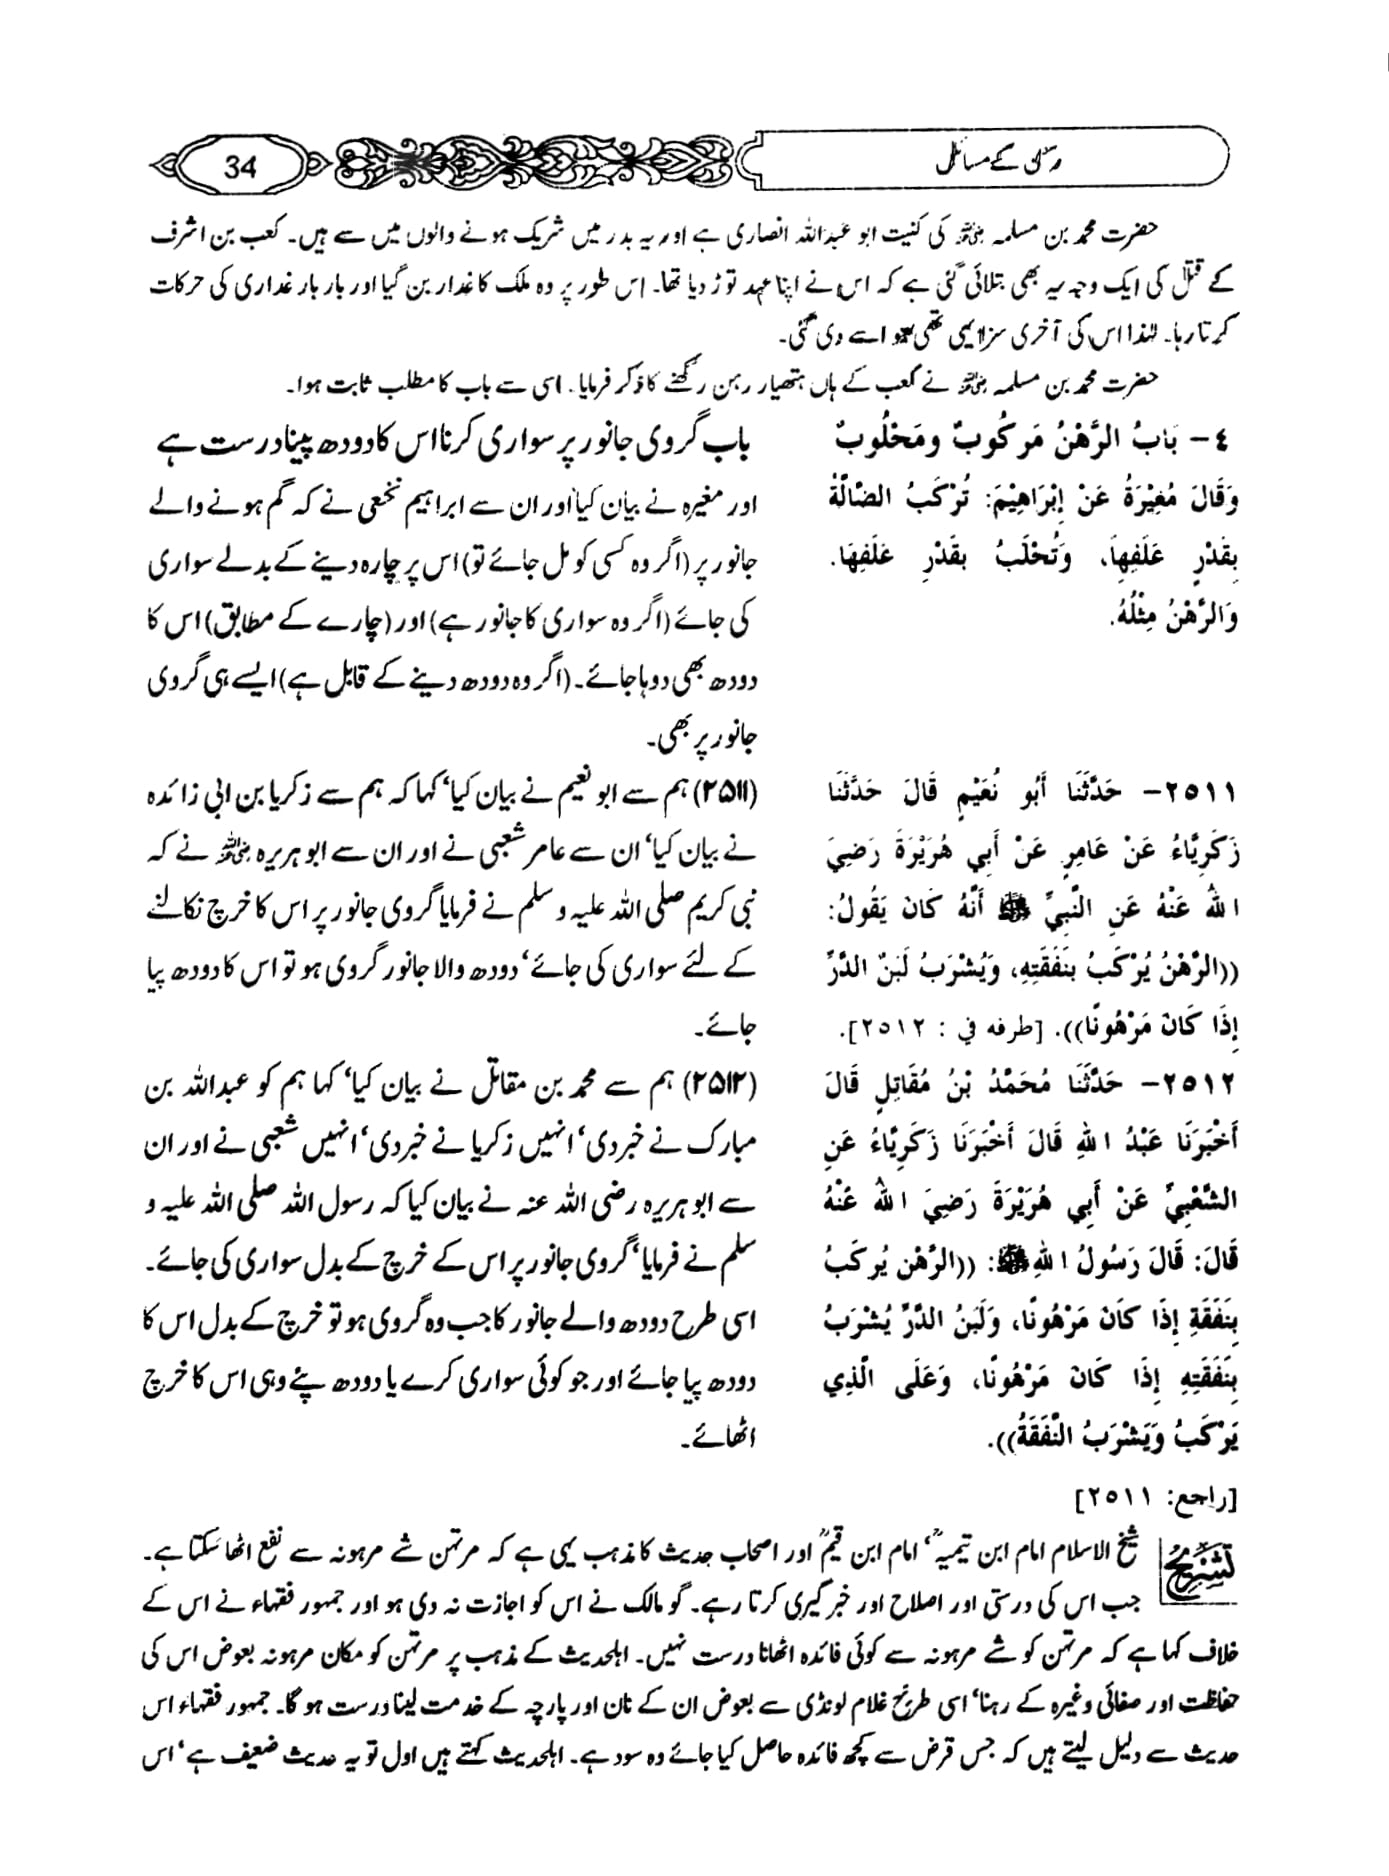 رہن کے مسائل
34
حضرت محمد بن مسلمہ رضی اللہ عنہ کی کنیت ابو عبداللہ انصاری ہے اور یہ بدر میں شریک ہونے والوں میں سے ہیں۔ کعب بن اشرف
کے قتل کی ایک وجہ یہ بھی بتلائی گئی ہے کہ اس نے اپنا عہد توڑ دیا تھا۔ اس طور پر وہ ملک کا غدار بن گیا اور بار بار غداری کی حرکات
کرتا رہا۔ لہٰذا اس کی آخری سزا یہی تھی جو اسے دی گئی۔
حضرت محمد بن مسلمہ رضی اللہ عنہ نے کعب کے ہاں ہتھیار رہن رکھنے کا ذکر فرمایا۔ اسی سے باب کا مطلب ثابت ہوا۔
٤- بَابُ الرَّهْنُ مَرْكُوبٌ ومَحْلُوبٌ
وَقَالَ مُغِيْرَةُ عَنْ إِبْرَاهِيْمَ: تُرْكَبُ الضَّالَّةُ
بِقَدْرِ عَلَفِهَا، وَتُحْلَبُ بِقَدْرِ عَلَفِهَا.
وَالرَّهْنُ مِثْلُهُ.
باب گروی جانور پر سواری کرنا اس کا دودھ پینا درست ہے
اور مغیرہ نے بیان کیا اور ان سے ابراہیم نخعی نے کہ گم ہونے والے
جانور پر (اگر وہ کسی کو مل جائے تو) اس پر چارہ دینے کے بدلے سواری
کی جائے (اگر وہ سواری کا جانور ہے) اور (چارے کے مطابق) اس کا
دودھ بھی دوہا جائے۔ (اگر وہ دودھ دینے کے قابل ہے) ایسے ہی گروی
جانور پر بھی۔
٢٥١١- حَدَّثَنَا أَبُو نُعَيْمٍ قَالَ حَدَّثَنَا
زَكَرِيَّاءُ عَنْ عَامِرٍ عَنْ أَبِي هُرَيْرَةَ رَضِيَ
اللهُ عَنْهُ عَنِ النَّبِيِّ ﷺ أَنَّهُ كَانَ يَقُولُ:
((الرَّهْنُ يُرْكَبُ بِنَفَقَتِهِ، وَيُشْرَبُ لَبَنُ الدَّرِّ
إِذَا كَانَ مَرْهُونًا)). [طرفه في : ٢٥١٢].
(۲۵۱۱) ہم سے ابو نعیم نے بیان کیا‘ کہا کہ ہم سے زکریا بن ابی زائدہ
نے بیان کیا‘ ان سے عامر شعبی نے اور ان سے ابو ہریرہ رضی اللہ عنہ نے کہ
نبی کریم صلی اللہ علیہ و سلم نے فرمایا گروی جانور پر اس کا خرچ نکالنے
کے لئے سواری کی جائے‘ دودھ والا جانور گروی ہو تو اس کا دودھ پیا
جائے۔
٢٥١٢- حَدَّثَنَا مُحَمَّدُ بْنُ مُقَاتِلٍ قَالَ
أَخْبَرَنَا عَبْدُ اللهِ قَالَ أَخْبَرَنَا زَكَرِيَّاءُ عَنِ
الشَّعْبِيِّ عَنْ أَبِي هُرَيْرَةَ رَضِيَ اللهُ عَنْهُ
قَالَ: قَالَ رَسُولُ اللهِ ﷺ: ((الرَّهْن يُرْكَبُ
بِنَفَقَةِ إِذَا كَانَ مَرْهُونًا، وَلَبَنُ الدَّرِّ يُشْرَبُ
بِنَفَقَتِهِ إِذَا كَانَ مَرْهُونًا، وَعَلَى الَّذِي
يَرْكَبُ وَيَشْرَبُ النَّفَقَةُ)).
[راجع: ٢٥١١]
(۲۵۱۲) ہم سے محمد بن مقاتل نے بیان کیا‘ کہا ہم کو عبداللہ بن
مبارک نے خبر دی‘ انہیں زکریا نے خبر دی‘ انہیں شعبی نے اور ان
سے ابو ہریرہ رضی اللہ عنہ نے بیان کیا کہ رسول اللہ صلی اللہ علیہ و
سلم نے فرمایا‘ گروی جانور پر اس کے خرچ کے بدل سواری کی جائے۔
اسی طرح دودھ والے جانور کا جب وہ گروی ہو تو خرچ کے بدل اس کا
دودھ پیا جائے اور جو کوئی سواری کرے یا دودھ پئے وہی اس کا خرچ
اٹھائے۔
تشریح
شیخ الاسلام امام ابن تیمیہؒ‘ امام ابن قیمؒ اور اصحاب حدیث کا مذہب یہی ہے کہ مرتہن شے مرہونہ سے نفع اٹھا سکتا ہے۔
جب اس کی درستی اور اصلاح اور خبر گیری کرتا رہے۔ گو مالک نے اس کو اجازت نہ دی ہو اور جمہور فقہاء نے اس کے
خلاف کہا ہے کہ مرتہن کو شے مرہونہ سے کوئی فائدہ اٹھانا درست نہیں۔ اہلحدیث کے مذہب پر مرتہن کو مکان مرہونہ بعوض اس کی
حفاظت اور صفائی وغیرہ کے رہنا‘ اسی طرح غلام لونڈی سے بعوض ان کے نان اور پارچہ کے خدمت لینا درست ہو گا۔ جمہور فقہاء اس
حدیث سے دلیل لیتے ہیں کہ جس قرض سے کچھ فائدہ حاصل کیا جائے وہ سود ہے۔ اہلحدیث کہتے ہیں اول تو یہ حدیث ضعیف ہے‘ اس